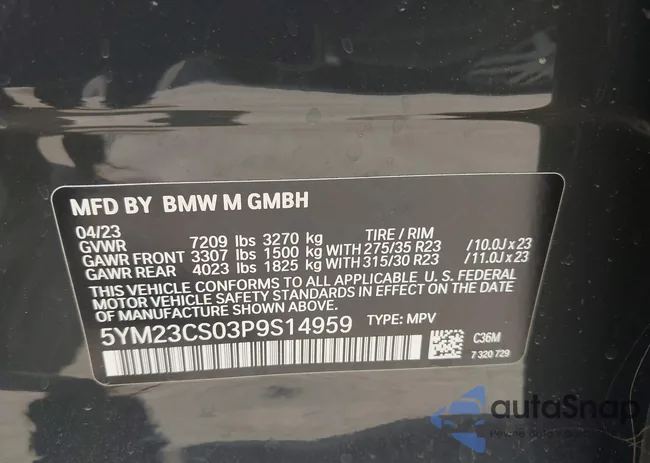 MFD BY BMW M GMBH
04/23
GVWR 7209 lbs 3270 kg TIRE / RIM
GAWR FRONT 3307 lbs 1500 kg WITH 275/35 R23 /10.0J x 23
GAWR REAR 4023 lbs 1825 kg WITH 315/30 R23 /11.0J x 23
THIS VEHICLE CONFORMS TO ALL APPLICABLE U. S. FEDERAL
MOTOR VEHICLE SAFETY STANDARDS IN EFFECT ON THE DATE
OF MANUFACTURE SHOWN ABOVE.
5YM23CS03P9S14959 TYPE: MPV
C36M
7 320 729
autaSnap
Pewne auta z